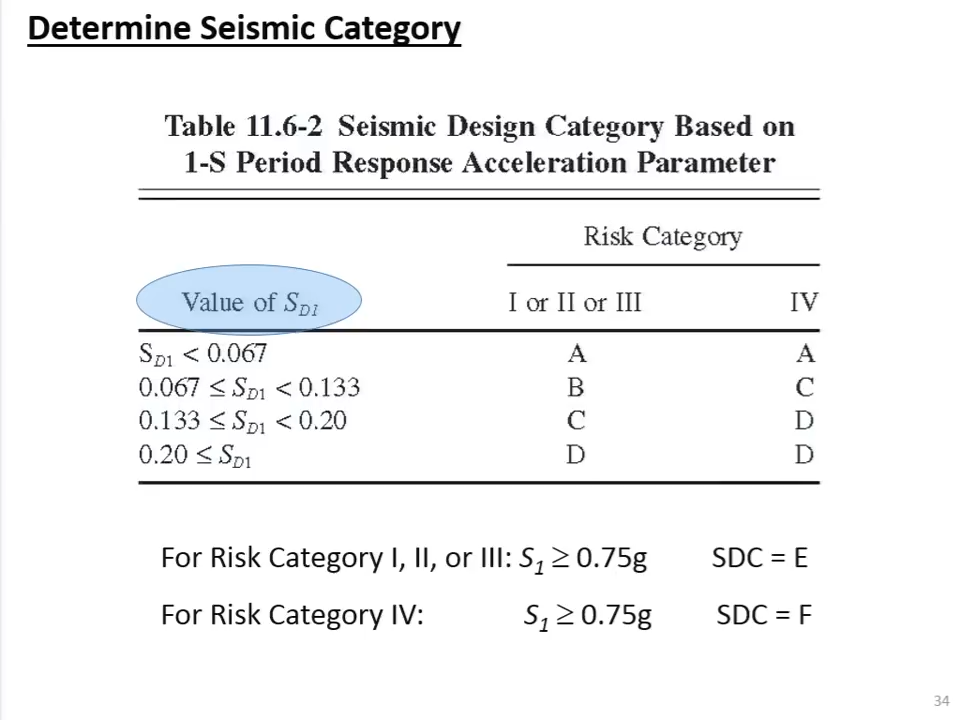 Determine Seismic Category
Table 11.6-2 Seismic Design Category Based on
1-S Period Response Acceleration Parameter
Risk Category
Value of S_D1 I or II or III IV
S_D1 < 0.067 A A
0.067 ≤ S_D1 < 0.133 B C
0.133 ≤ S_D1 < 0.20 C D
0.20 ≤ S_D1 D D
For Risk Category I, II, or III: S_1 ≥ 0.75g SDC = E
For Risk Category IV: S_1 ≥ 0.75g SDC = F
34